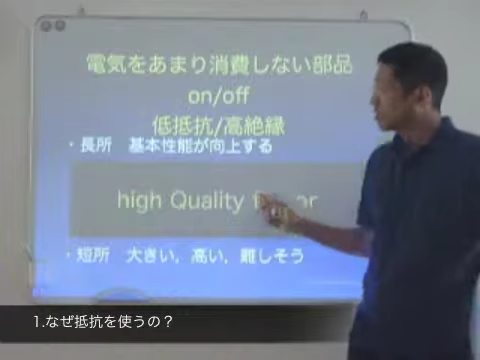 電気をあまり消費しない部品
on/off
低抵抗/高絶縁
・長所 基本性能が向上する
high Quality
・短所 大きい，高い，難しそう
1.なぜ抵抗を使うの？